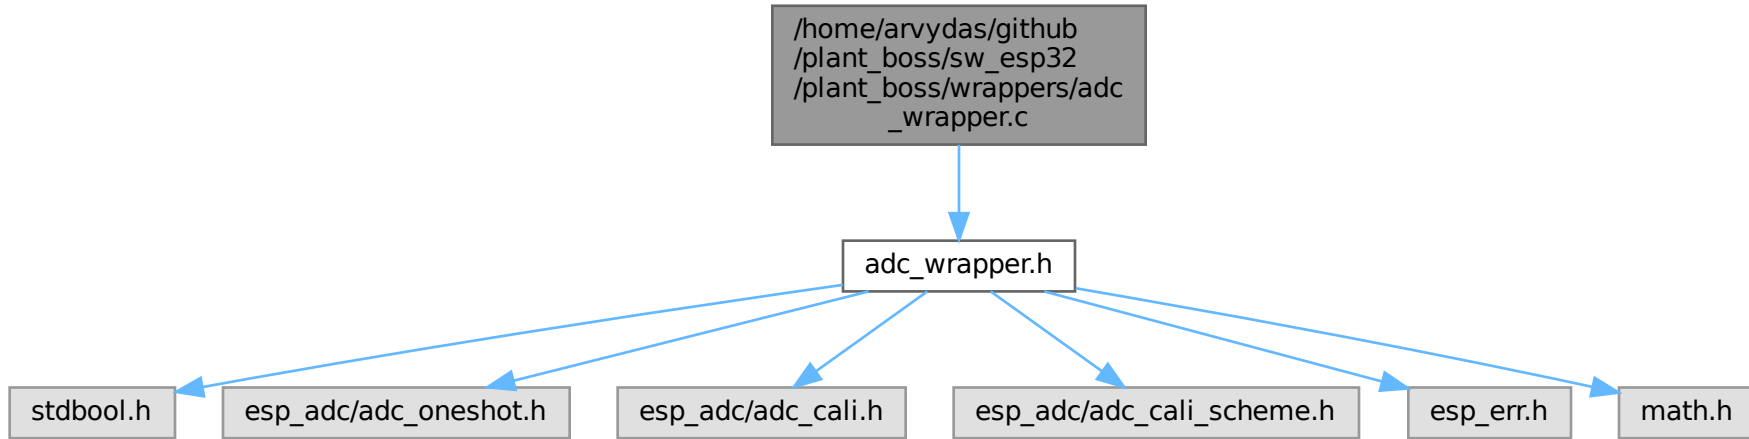 /home/arvydas/github
/plant_boss/sw_esp32
/plant_boss/wrappers/adc
_wrapper.c
adc_wrapper.h
stdbool.h
esp_adc/adc_oneshot.h
esp_adc/adc_cali.h
esp_adc/adc_cali_scheme.h
esp_err.h
math.h